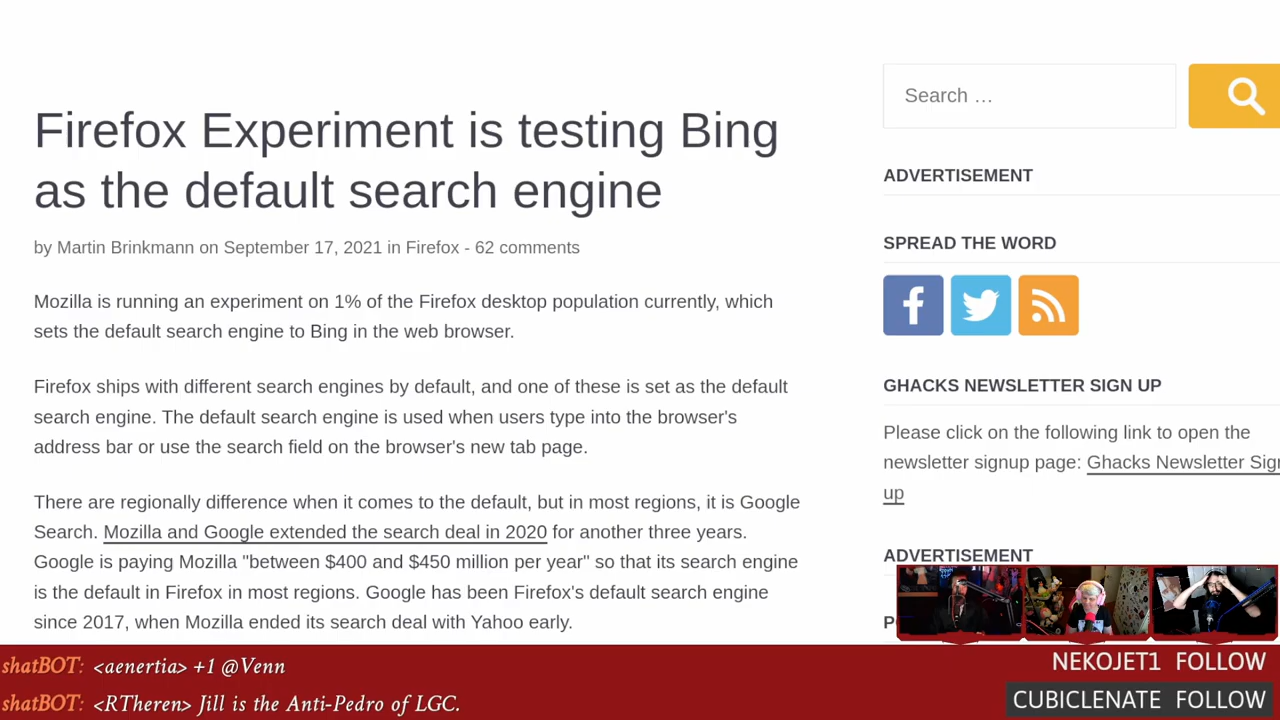 Firefox Experiment is testing Bing
as the default search engine
by Martin Brinkmann on September 17, 2021 in Firefox - 62 comments
Mozilla is running an experiment on 1% of the Firefox desktop population currently, which
sets the default search engine to Bing in the web browser.
Firefox ships with different search engines by default, and one of these is set as the default
search engine. The default search engine is used when users type into the browser's
address bar or use the search field on the browser's new tab page.
There are regionally difference when it comes to the default, but in most regions, it is Google
Search. Mozilla and Google extended the search deal in 2020 for another three years.
Google is paying Mozilla "between $400 and $450 million per year" so that its search engine
is the default in Firefox in most regions. Google has been Firefox's default search engine
since 2017, when Mozilla ended its search deal with Yahoo early.
Search …
ADVERTISEMENT
SPREAD THE WORD
GHACKS NEWSLETTER SIGN UP
Please click on the following link to open the
newsletter signup page: Ghacks Newsletter Sign
up
ADVERTISEMENT
shatBOT: <aenertia> +1 @Venn
shatBOT: <RTheren> Jill is the Anti-Pedro of LGC.
NEKOJET1 FOLLOW
CUBICLENATE FOLLOW